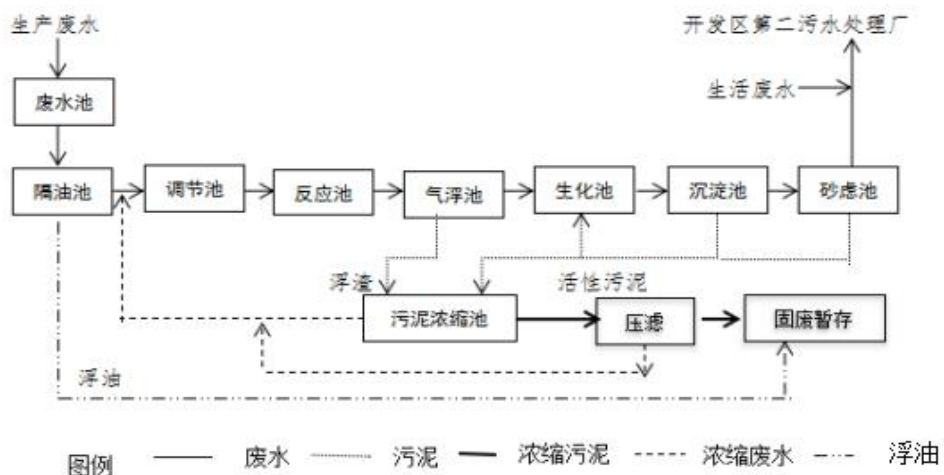 生产废水
开发区第二污水处理厂
生活废水
废水池
隔油池
调节池
反应池
气浮池
生化池
沉淀池
砂虑池
浮渣
活性污泥
污泥浓缩池
压滤
固废暂存
浮油
图例
废水
污泥
浓缩污泥
浓缩废水
浮油